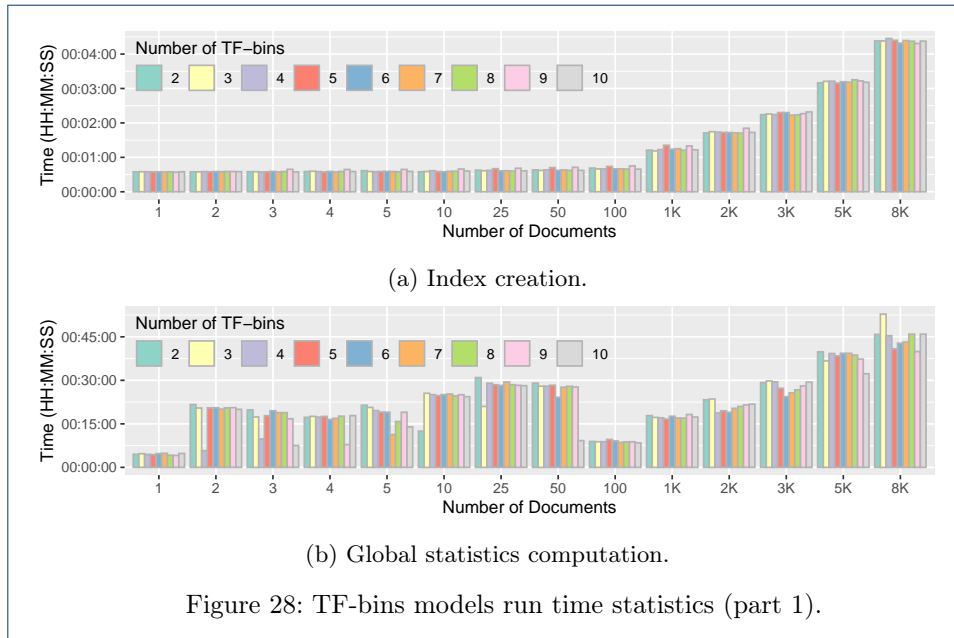 Number of TF−bins
2 3 4 5 6 7 8 9 10
Time (HH:MM:SS)
00:04:00
00:03:00
00:02:00
00:01:00
00:00:00
1 2 3 4 5 10 25 50 100 1K 2K 3K 5K 8K
Number of Documents
(a) Index creation.
Number of TF−bins
2 3 4 5 6 7 8 9 10
Time (HH:MM:SS)
00:45:00
00:30:00
00:15:00
00:00:00
1 2 3 4 5 10 25 50 100 1K 2K 3K 5K 8K
Number of Documents
(b) Global statistics computation.
Figure 28: TF-bins models run time statistics (part 1).